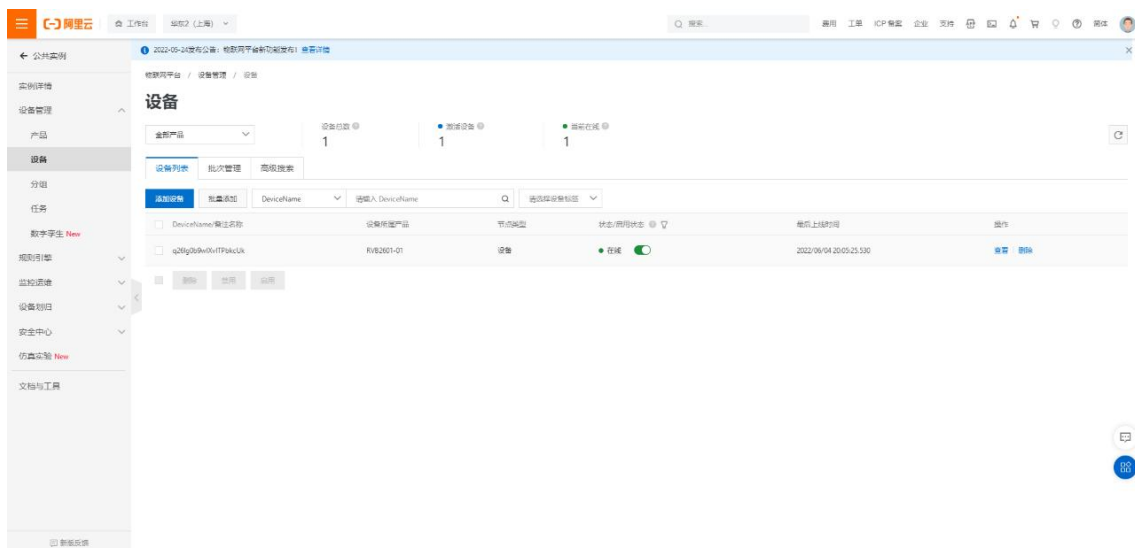 阿里云 工作台 华东2（上海） 搜索... 费用 工单 ICP 备案 企业 支持 简体
公共实例
2022-05-24发布公告：物联网平台新功能发布！ 查看详情
物联网平台 / 设备管理 / 设备
实例详情
设备管理
产品
设备
分组
任务
数字孪生 New
规则引擎
监控运维
设备划归
安全中心
仿真实验 New
文档与工具
新版反馈
设备
全部产品
设备总数
1
激活设备
1
当前在线
1
设备列表 批次管理 高级搜索
添加设备 批量添加 DeviceName 请输入 DeviceName 请选择设备标签
DeviceName/备注名称 设备所属产品 节点类型 状态/启用状态 最后上线时间 操作
RVB2601-01 设备 在线 2022/06/04 20:05:25.530 查看 删除
删除 禁用 启用